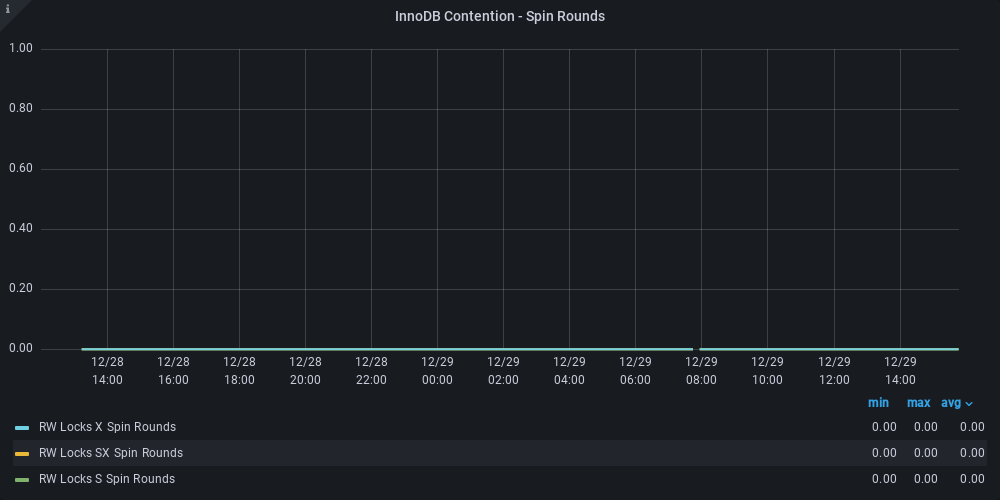 i
InnoDB Contention - Spin Rounds
1.00
0.80
0.60
0.40
0.20
0.00
12/28 12/28 12/28 12/28 12/28 12/29 12/29 12/29 12/29 12/29 12/29 12/29 12/29
14:00 16:00 18:00 20:00 22:00 00:00 02:00 04:00 06:00 08:00 10:00 12:00 14:00
min max avg
RW Locks X Spin Rounds 0.00 0.00 0.00
RW Locks SX Spin Rounds 0.00 0.00 0.00
RW Locks S Spin Rounds 0.00 0.00 0.00